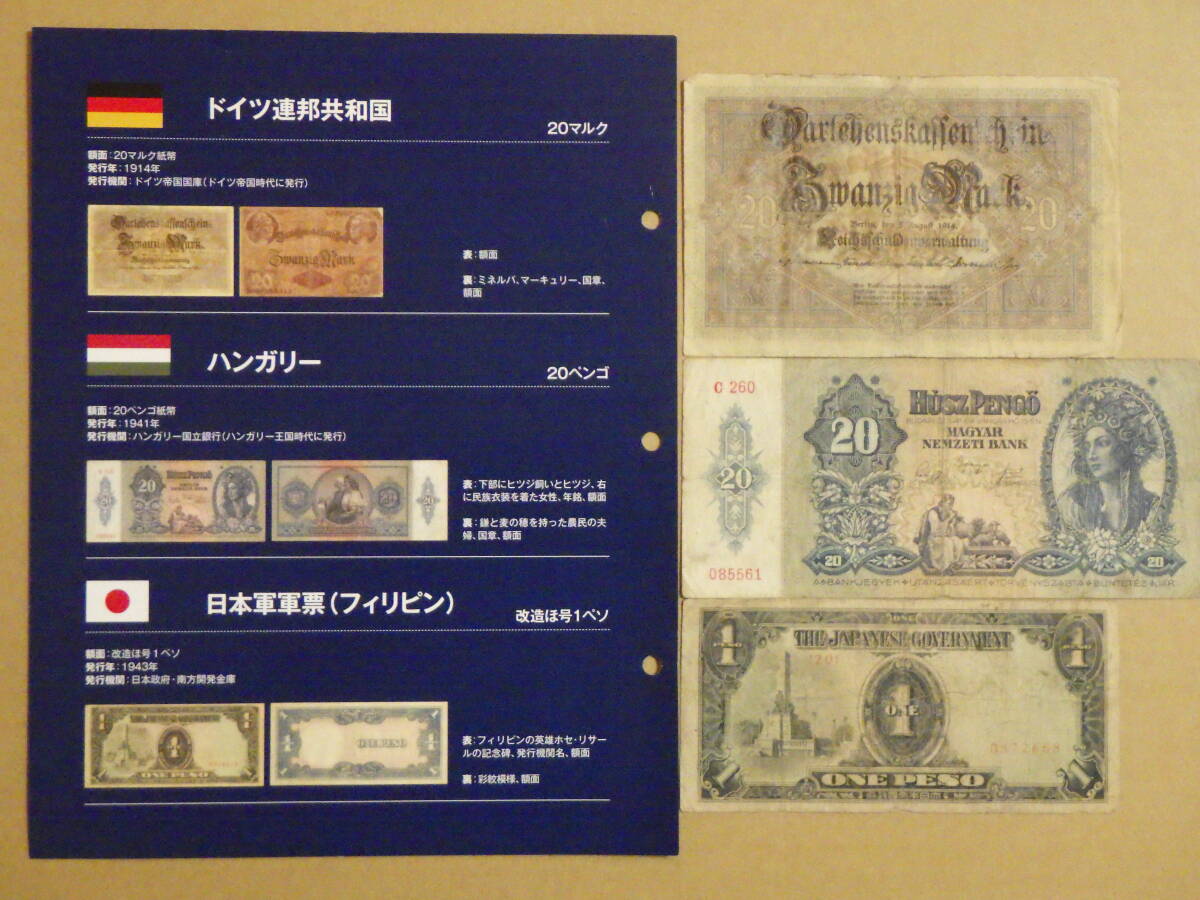 ドイツ連邦共和国
20マルク
額面：20マルク紙幣
発行年：1914年
発行機関：ドイツ帝国国庫（ドイツ帝国時代に発行）
表：額面
裏：ミネルバ、マーキュリー、国章、
額面
ハンガリー
20ペンゴ
額面：20ペンゴ紙幣
発行年：1941年
発行機関：ハンガリー国立銀行（ハンガリー王国時代に発行）
表：下部にヒツジ飼いとヒツジ、右
に民族衣装を着た女性、年銘、額面
裏：鎌と麦の穂を持った農民の夫
婦、国章、額面
日本軍軍票（フィリピン）
改造ほ号1ペソ
額面：改造ほ号1ペソ
発行年：1943年
発行機関：日本政府・南方開発金庫
表：フィリピンの英雄ホセ・リサー
ルの記念碑、発行機関名、額面
裏：彩紋模様、額面
Darlehenskassenschein
Zwanzig Mark
20 20
Berlin, den 5. August 1914.
Reichsschuldenverwaltung
C 260
HÚSZ PENGŐ
MAGYAR
NEMZETI BANK
20
20
085561
20 20
A BANKJEGYEK UTÁNZÁSÁÉRT TÖRVÉNY SZABTA BÜNTETÉS JÁR
THE JAPANESE GOVERNMENT
1 1
1
ONE
ONE PESO
1